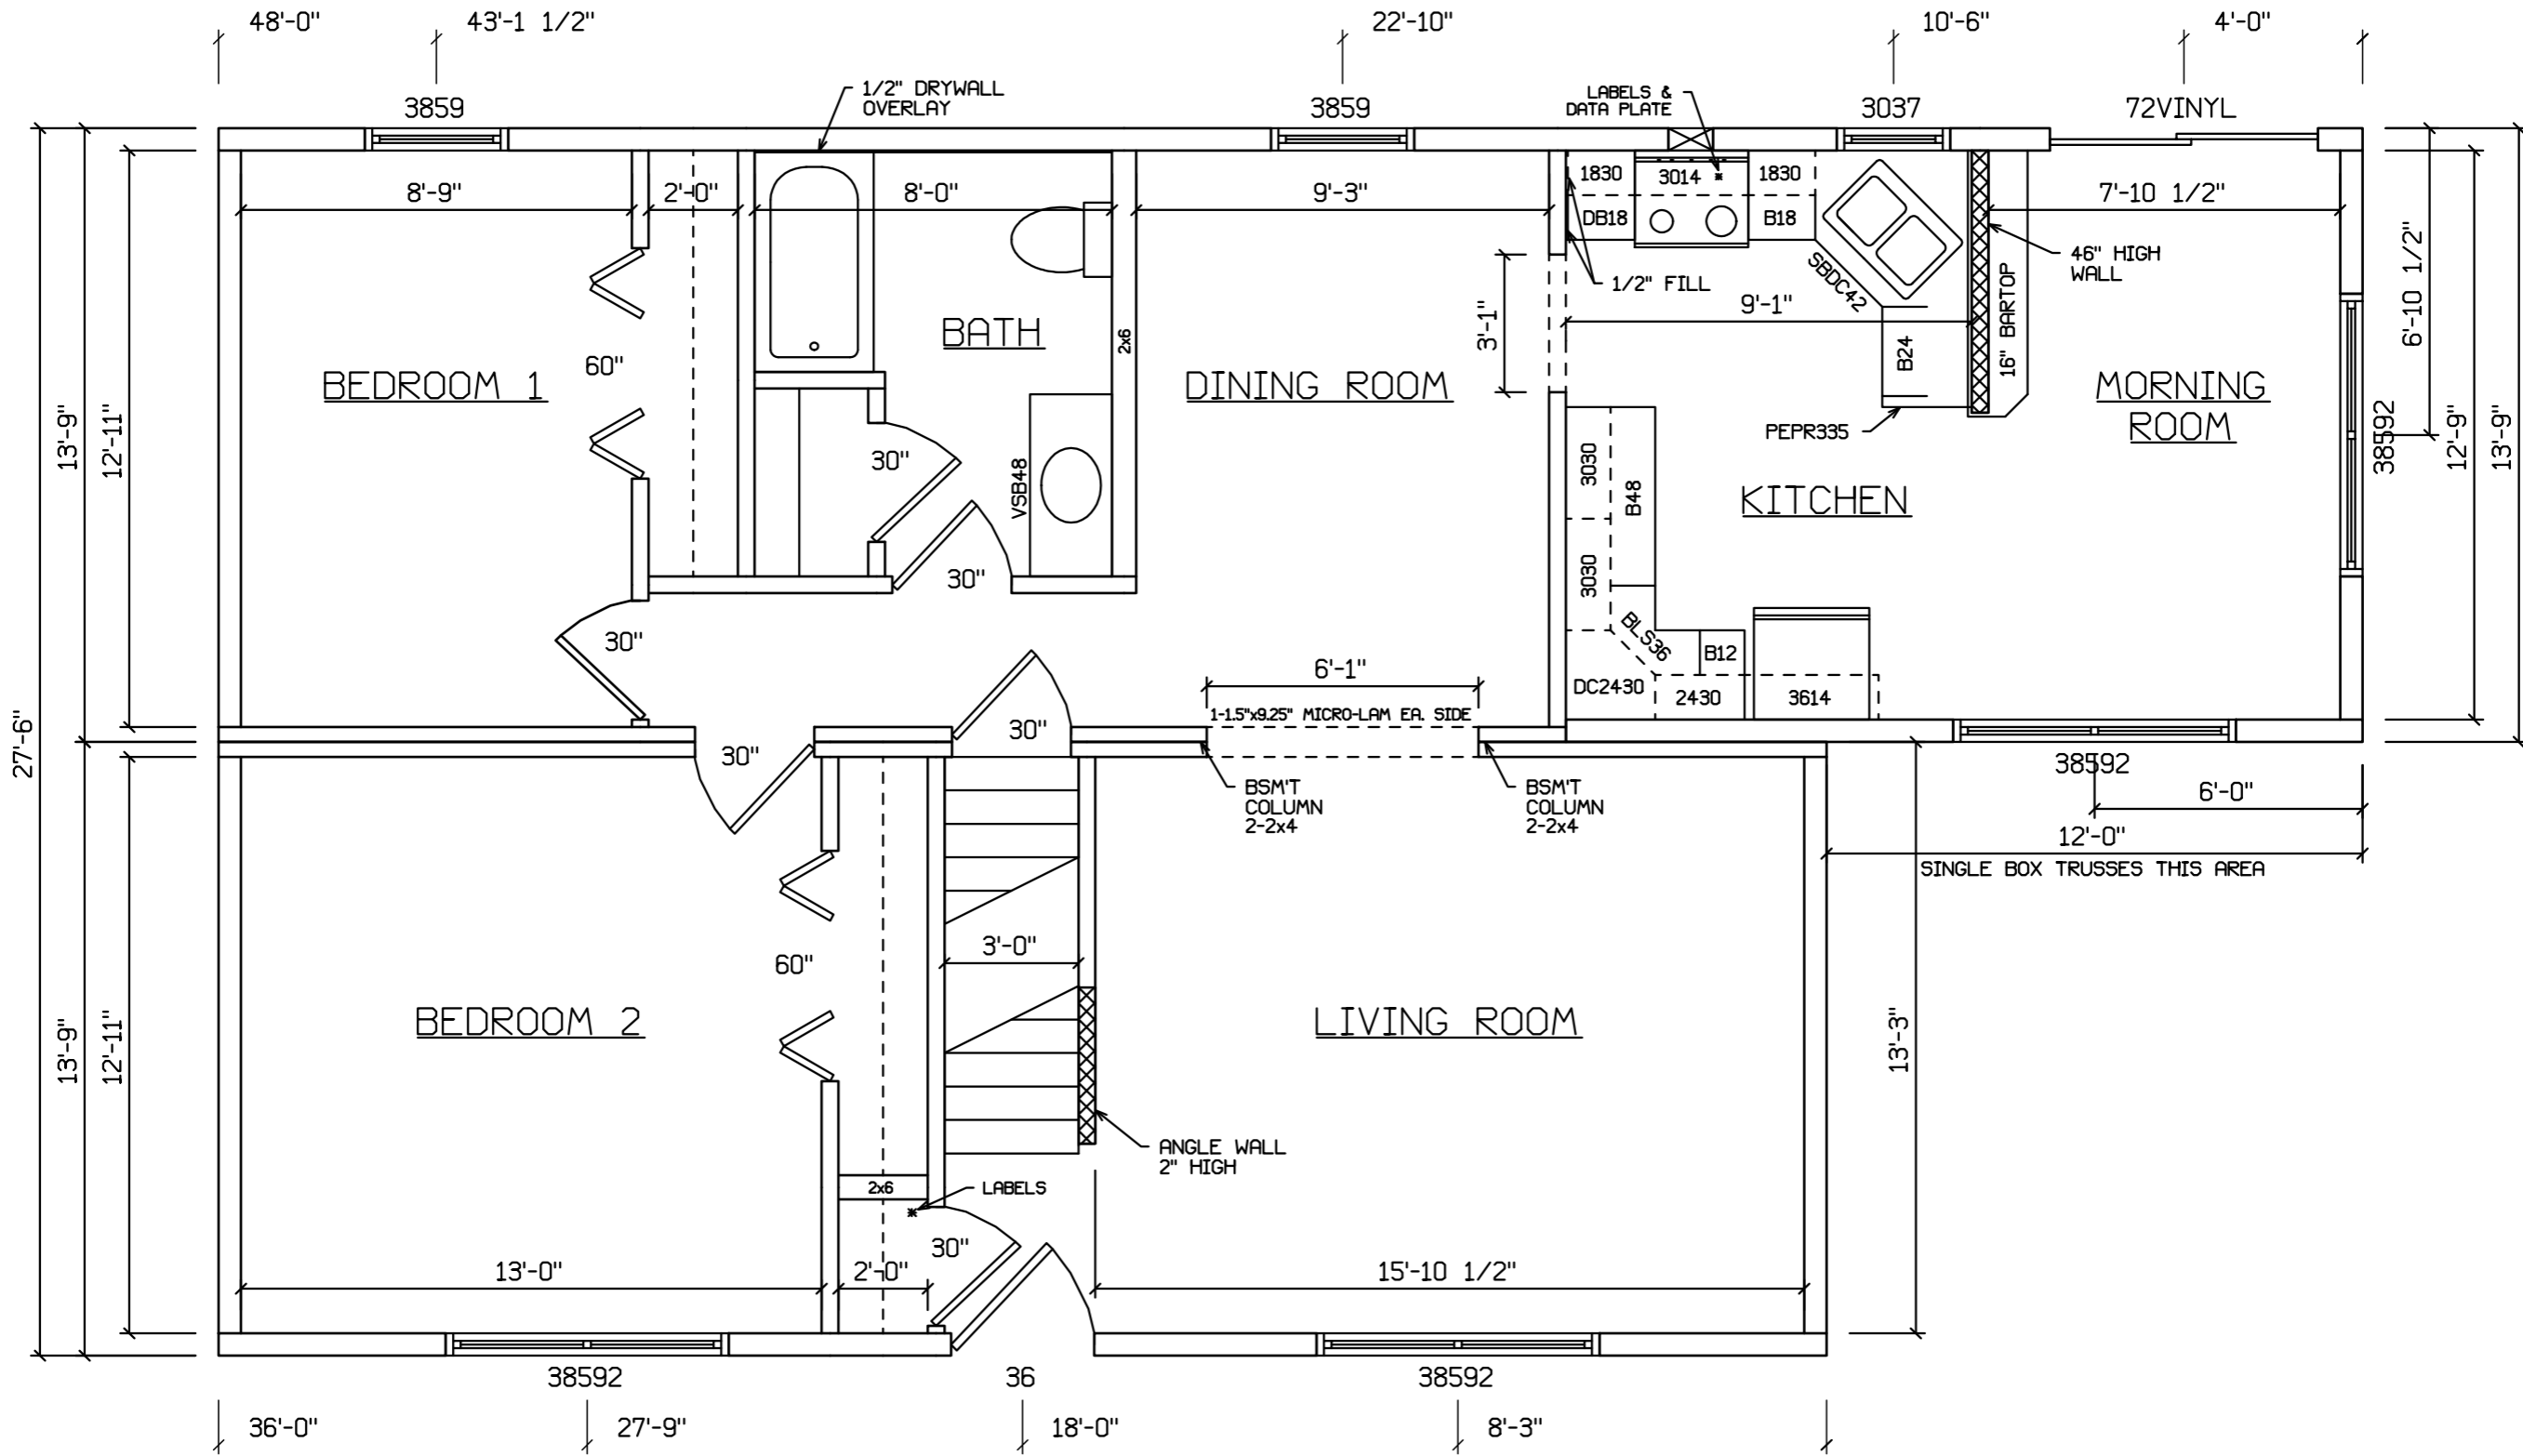 48'-0"
43'-1 1/2"
22'-10"
10'-6"
4'-0"
3859
1/2" DRYWALL
OVERLAY
3859
LABELS &
DATA PLATE
3037
72VINYL
8'-9"
2'-0"
8'-0"
9'-3"
1830
3014
1830
DB18
B18
7'-10 1/2"
46" HIGH
WALL
1/2" FILL
SBDC42
9'-1"
3'-1"
B24
16" BARTOP
6'-10 1/2"
BEDROOM 1
60"
BATH
2x6
DINING ROOM
MORNING
ROOM
38592
12'-9"
13'-9"
13'-9"
12'-11"
PEPR335
30"
VSB48
3030
B48
KITCHEN
3030
30"
30"
BLS36
B12
DC2430
2430
3614
6'-1"
1-1.5"x9.25" MICRO-LAM EA. SIDE
30"
30"
27'-6"
BSM'T
COLUMN
2-2x4
BSM'T
COLUMN
2-2x4
38592
6'-0"
12'-0"
SINGLE BOX TRUSSES THIS AREA
3'-0"
60"
BEDROOM 2
LIVING ROOM
13'-9"
12'-11"
13'-3"
ANGLE WALL
2" HIGH
2x6
LABELS
30"
13'-0"
2'-0"
15'-10 1/2"
38592
36
38592
36'-0"
27'-9"
18'-0"
8'-3"